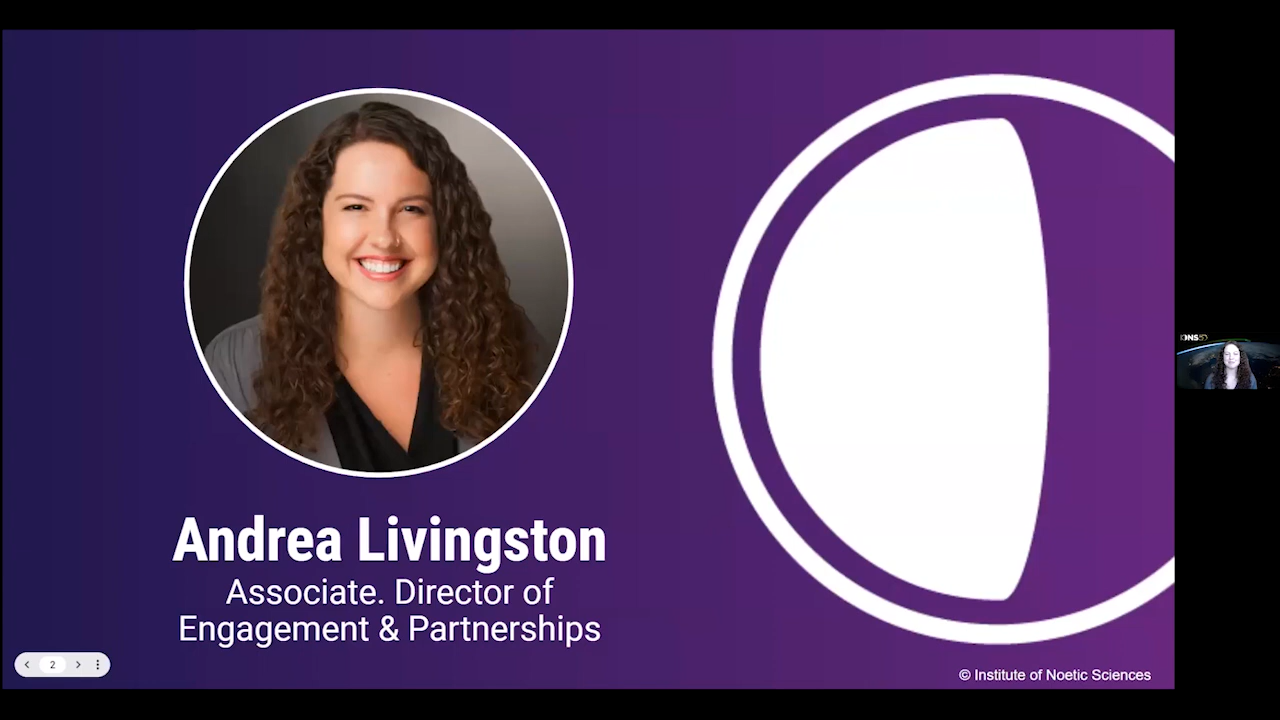 Andrea Livingston
Associate. Director of
Engagement & Partnerships
2
© Institute of Noetic Sciences